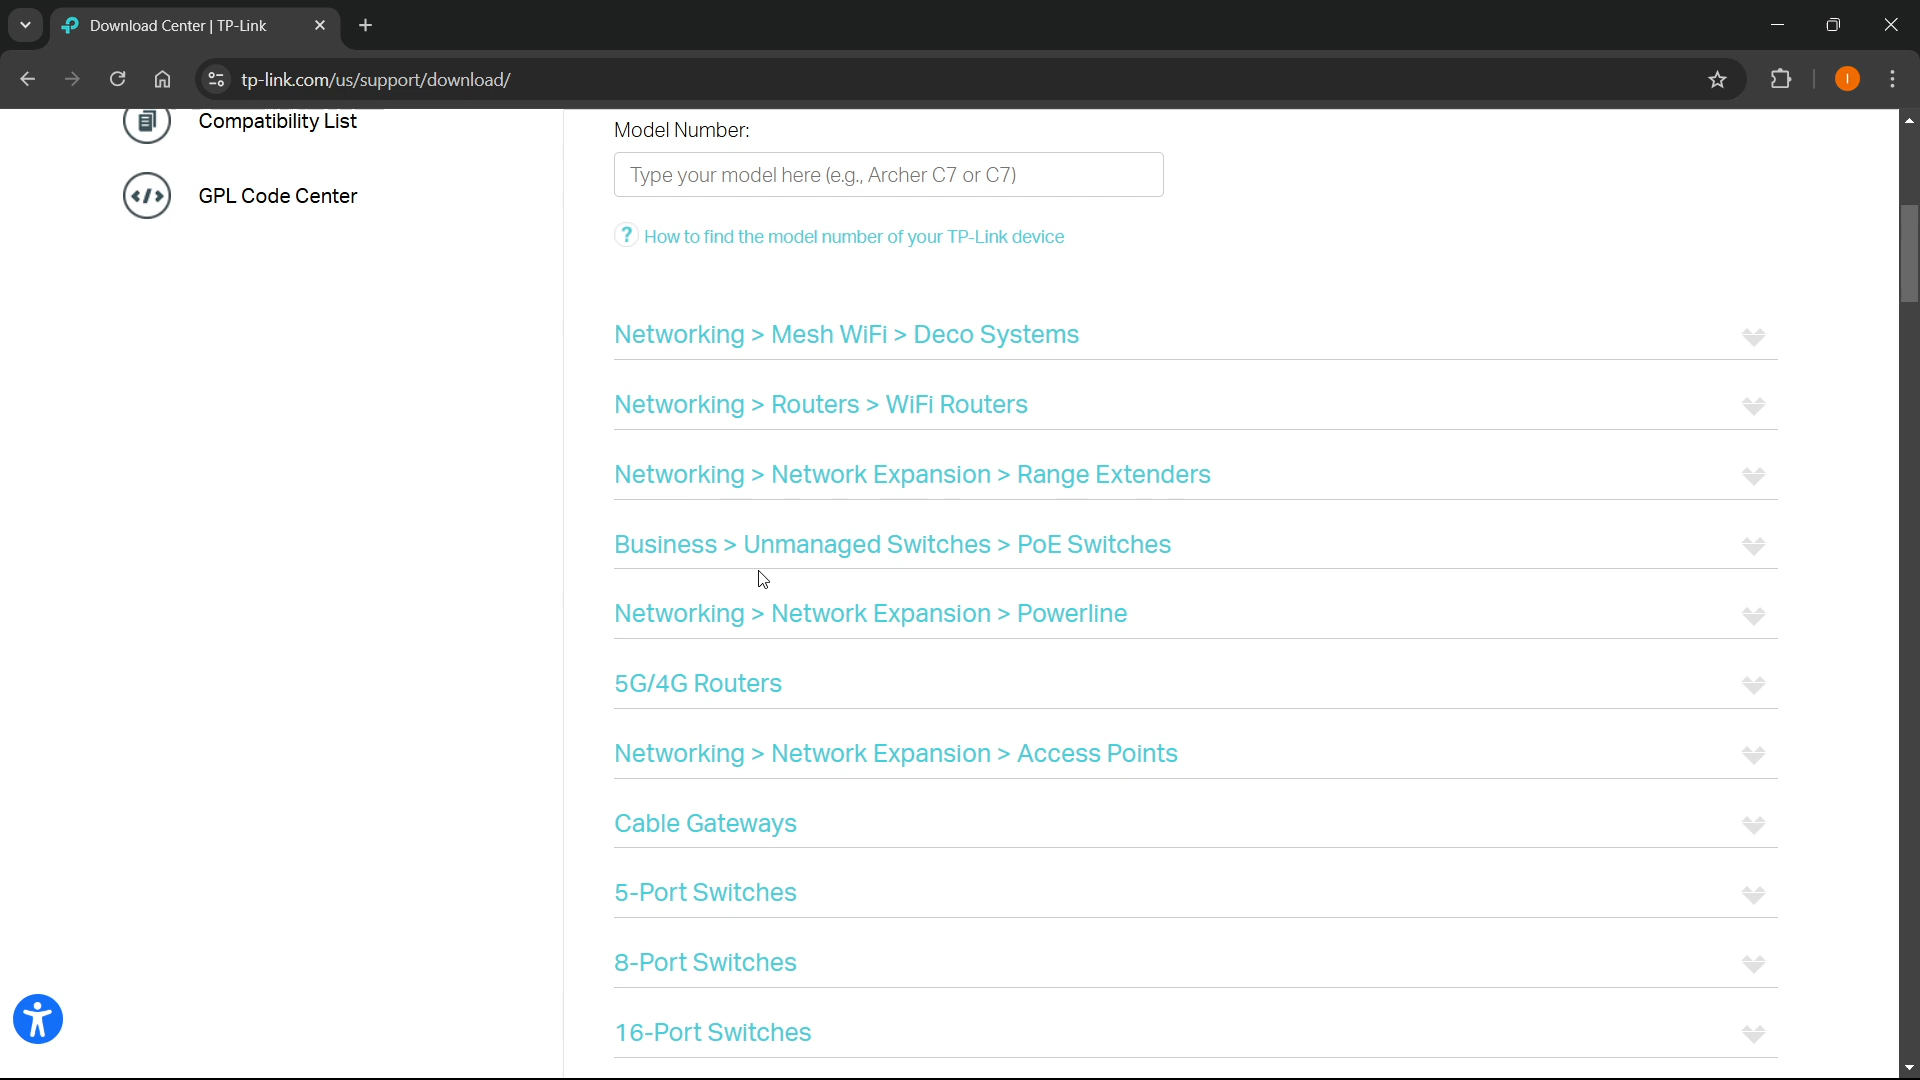 Download Center | TP-Link
tp-link.com/us/support/download/
I
Compatibility List
GPL Code Center
Model Number:
Type your model here (e.g., Archer C7 or C7)
? How to find the model number of your TP-Link device
Networking > Mesh WiFi > Deco Systems
Networking > Routers > WiFi Routers
Networking > Network Expansion > Range Extenders
Business > Unmanaged Switches > PoE Switches
Networking > Network Expansion > Powerline
5G/4G Routers
Networking > Network Expansion > Access Points
Cable Gateways
5-Port Switches
8-Port Switches
16-Port Switches